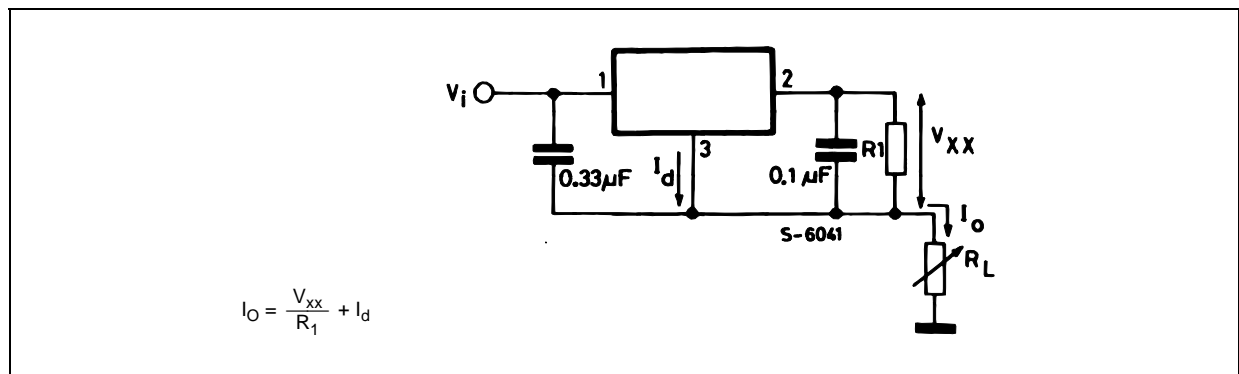 1
2
Vi
VXX
3
R1
Id
0.33µF
0.1 µF
Io
S-6041
RL
IO = Vxx / R1 + Id